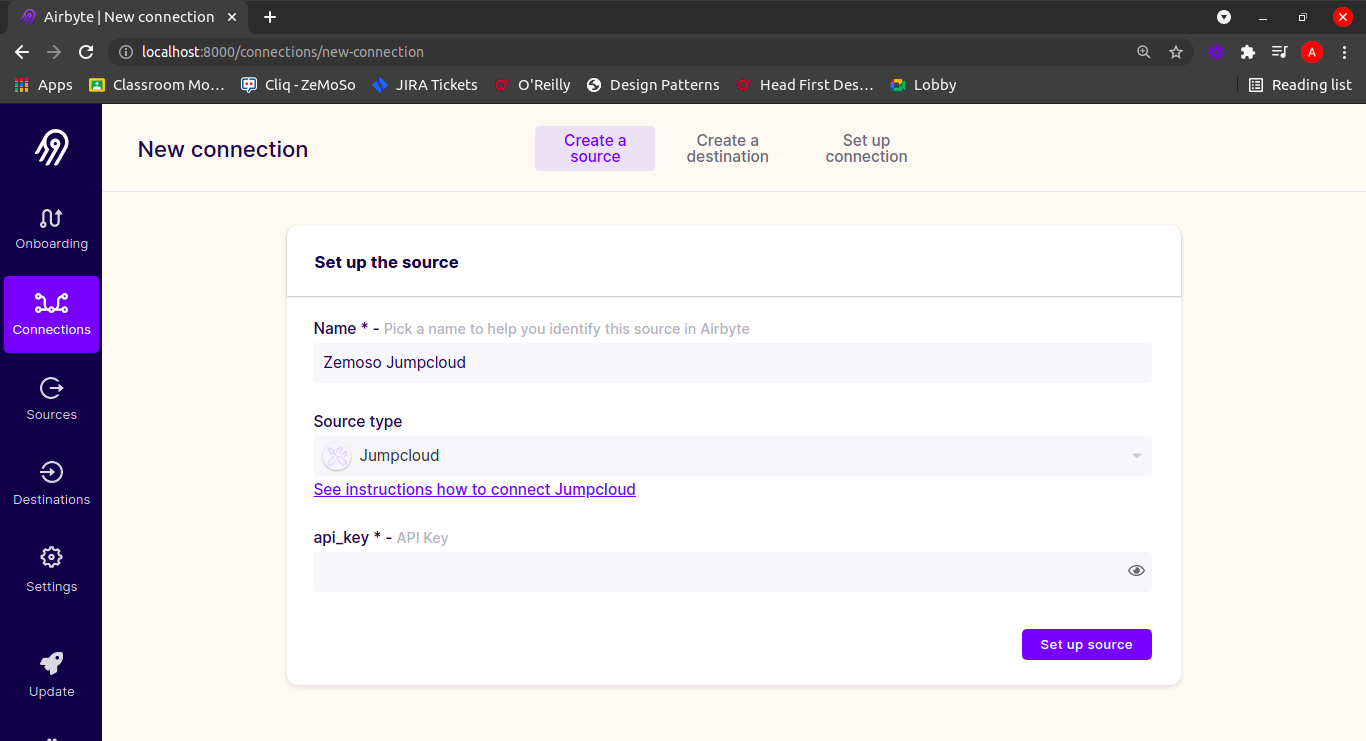 Airbyte | New connection
localhost:8000/connections/new-connection
A
Apps
Classroom Mo…
Cliq - ZeMoSo
JIRA Tickets
O'Reilly
Design Patterns
Head First Des…
Lobby
Reading list
Onboarding
Connections
Sources
Destinations
Settings
Update
New connection
Create a
source
Create a
destination
Set up
connection
Set up the source
Name * - Pick a name to help you identify this source in Airbyte
Zemoso Jumpcloud
Source type
Jumpcloud
See instructions how to connect Jumpcloud
api_key * - API Key
Set up source